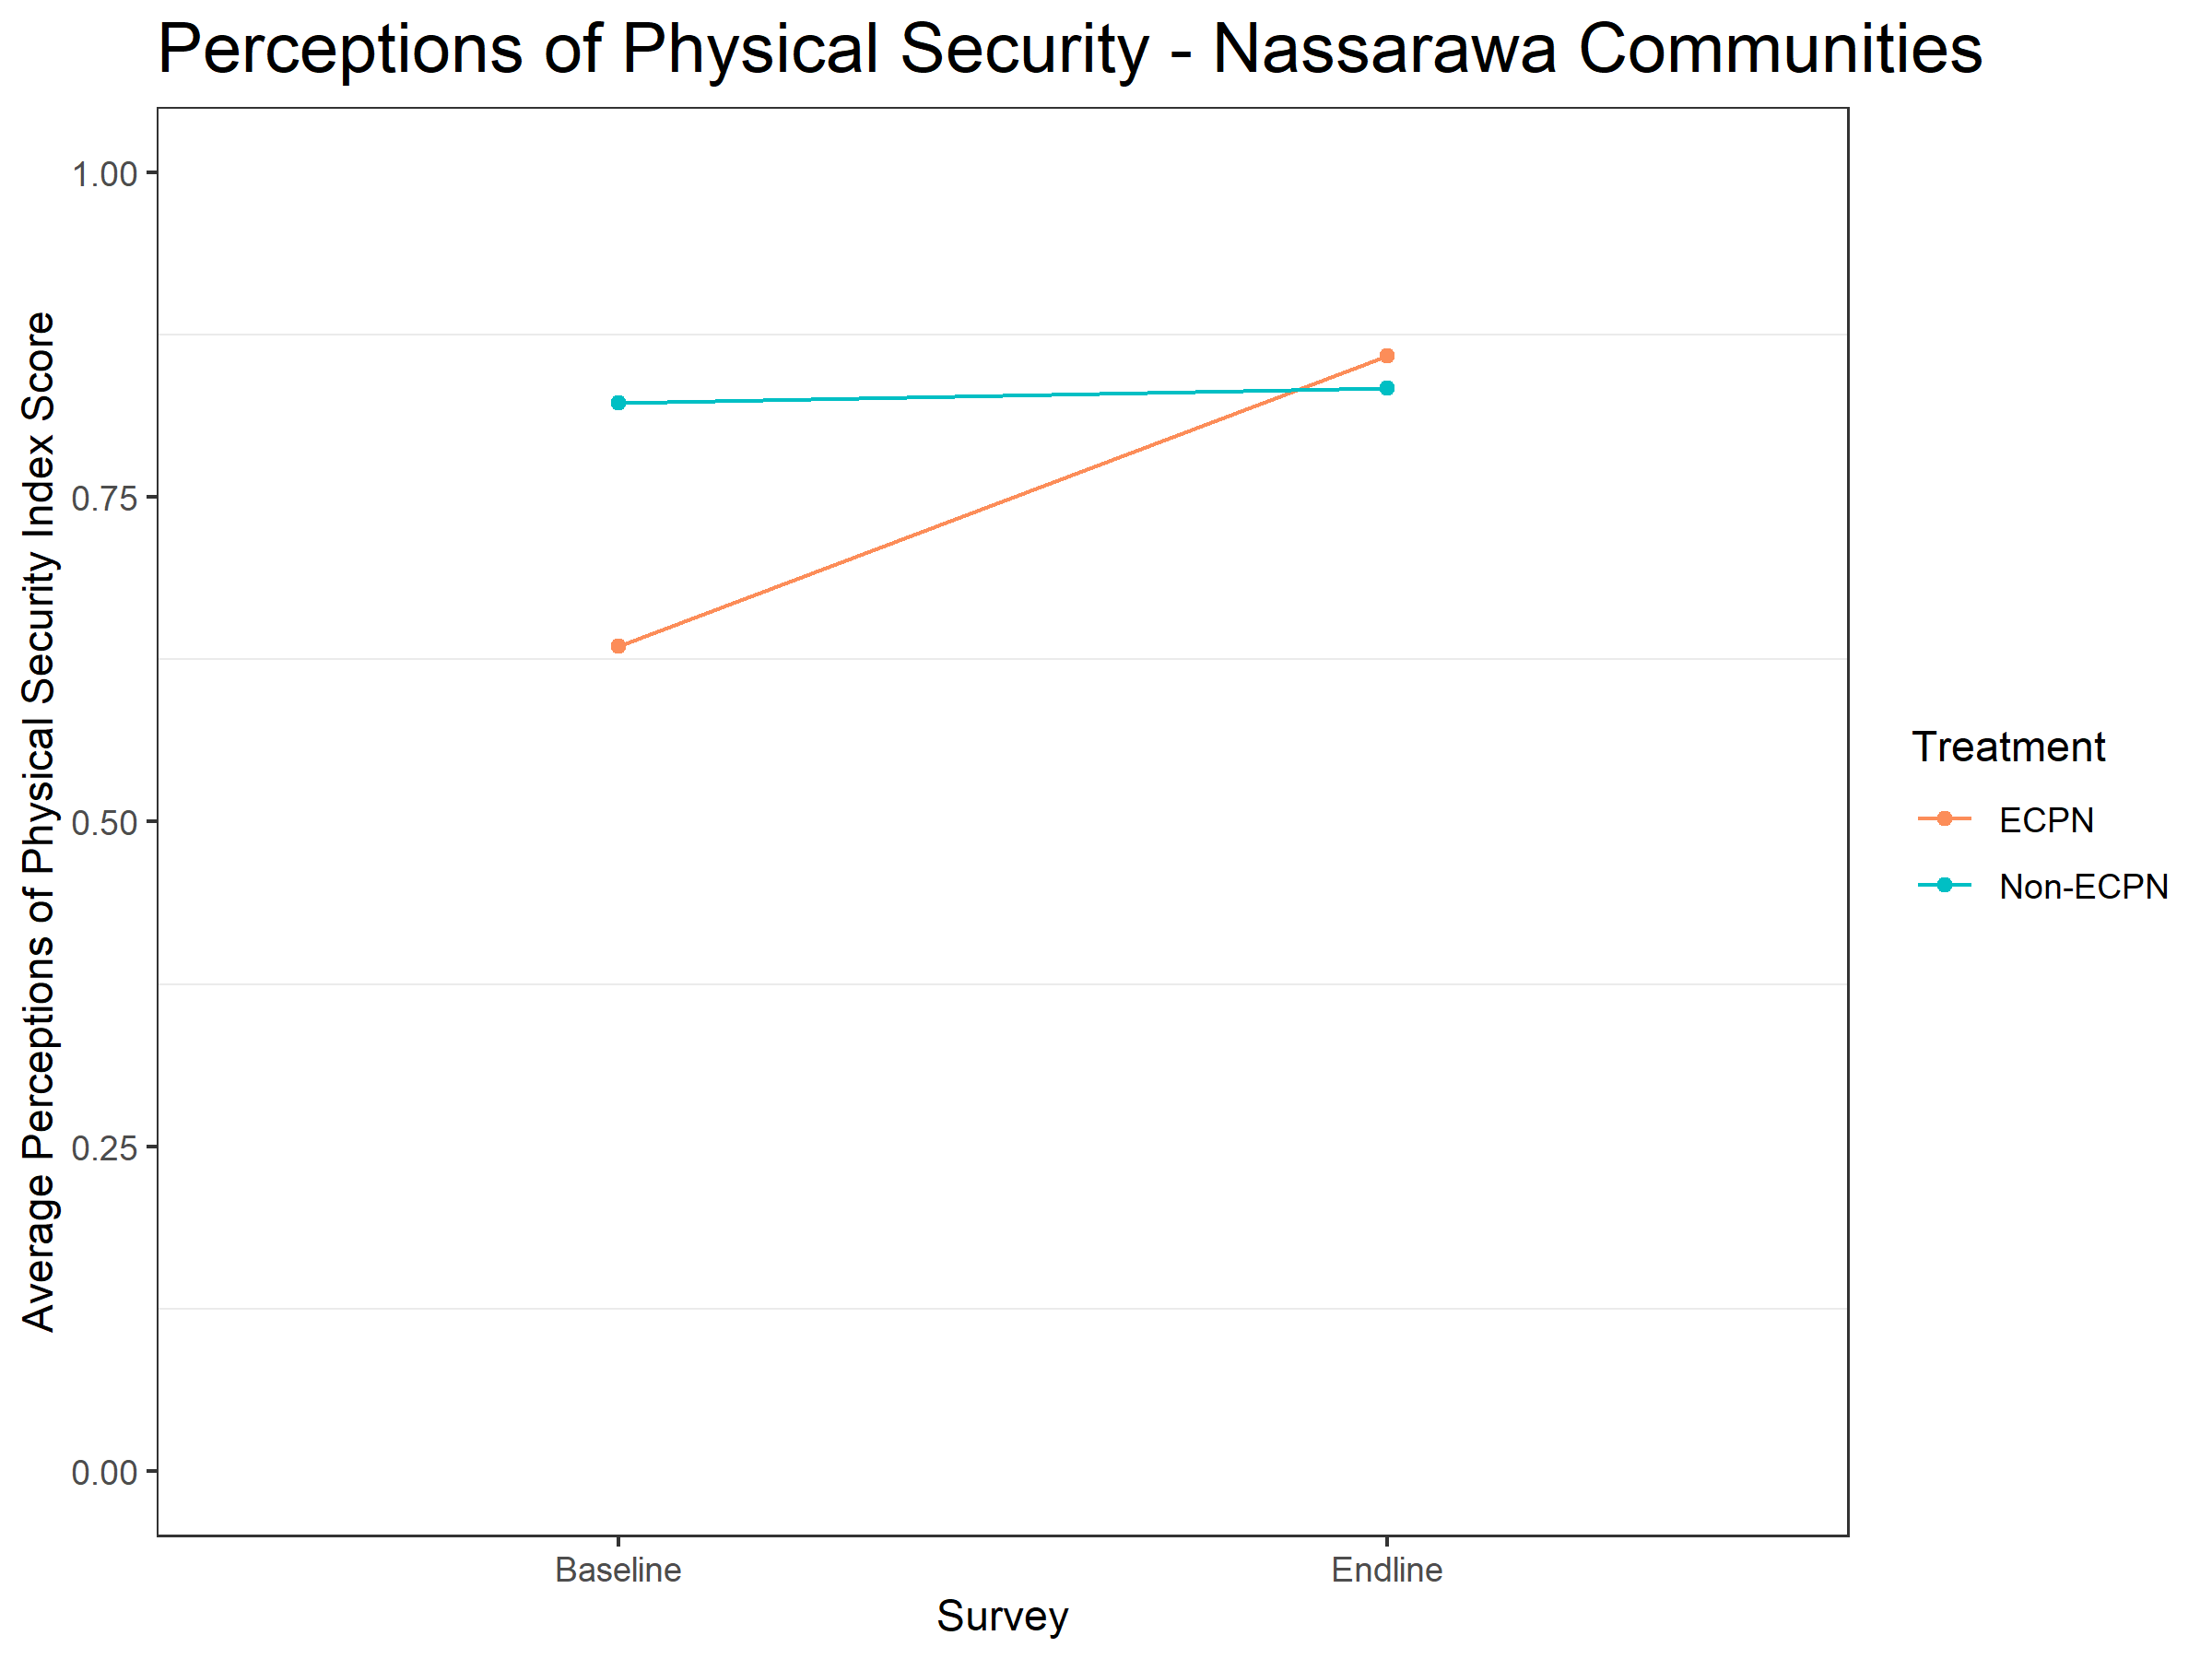 Perceptions of Physical Security - Nassarawa Communities
Average Perceptions of Physical Security Index Score
1.00
0.75
0.50
0.25
0.00
Baseline
Endline
Survey
Treatment
ECPN
Non-ECPN